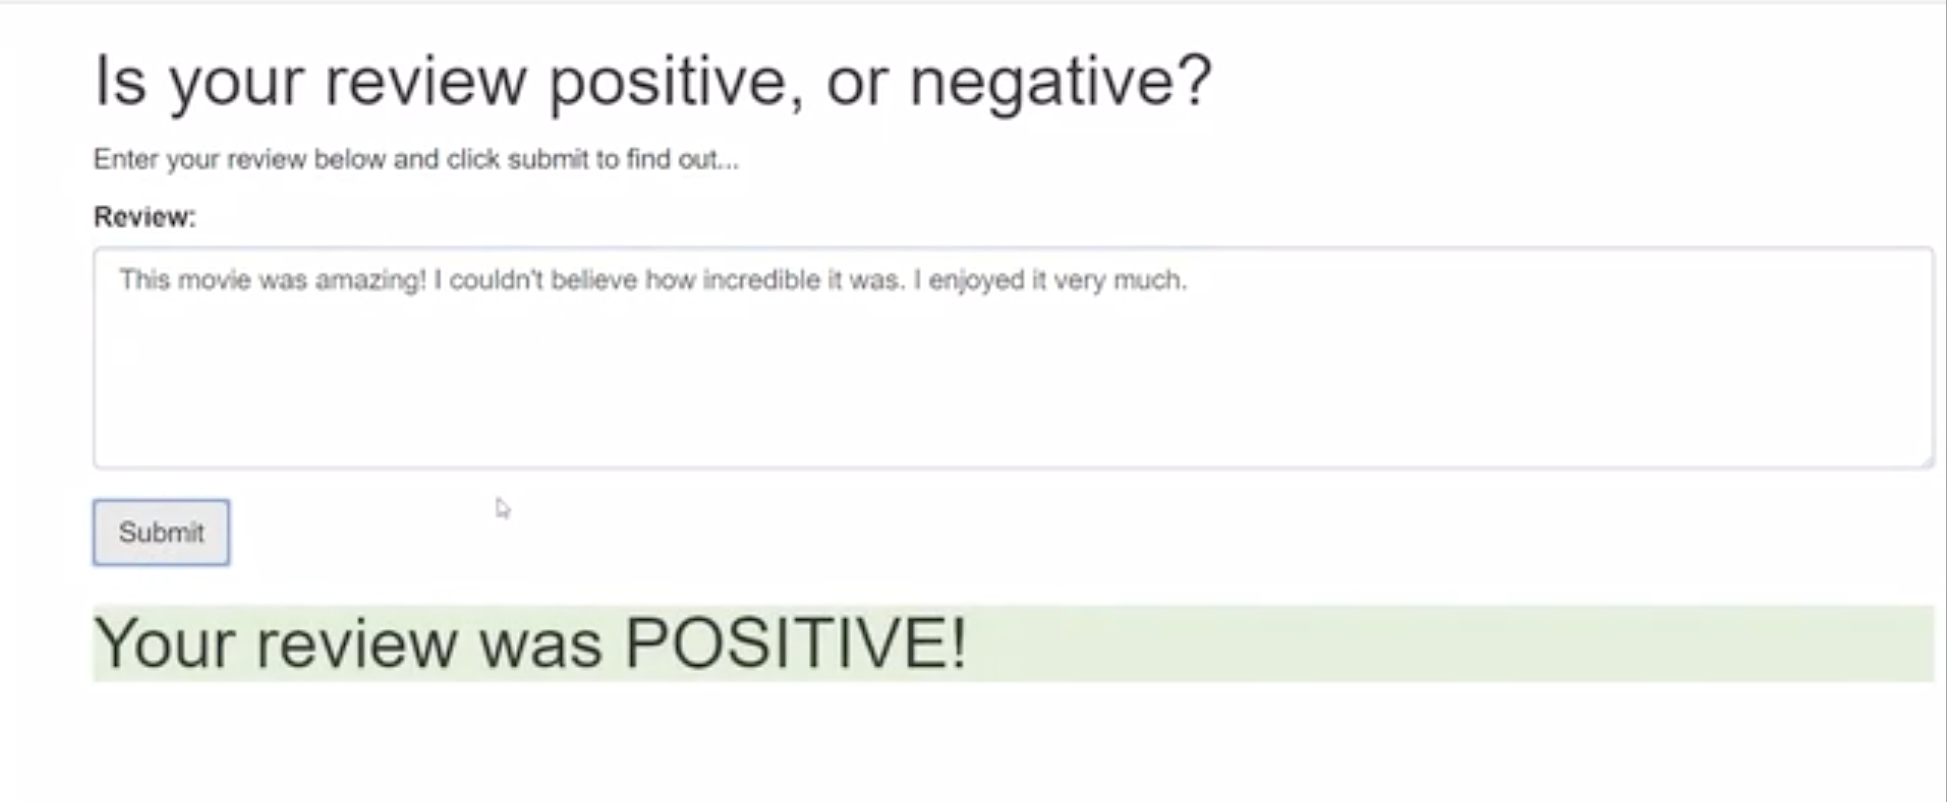 Is your review positive, or negative?
Enter your review below and click submit to find out...
Review:
This movie was amazing! I couldn't believe how incredible it was. I enjoyed it very much.
Submit
Your review was POSITIVE!